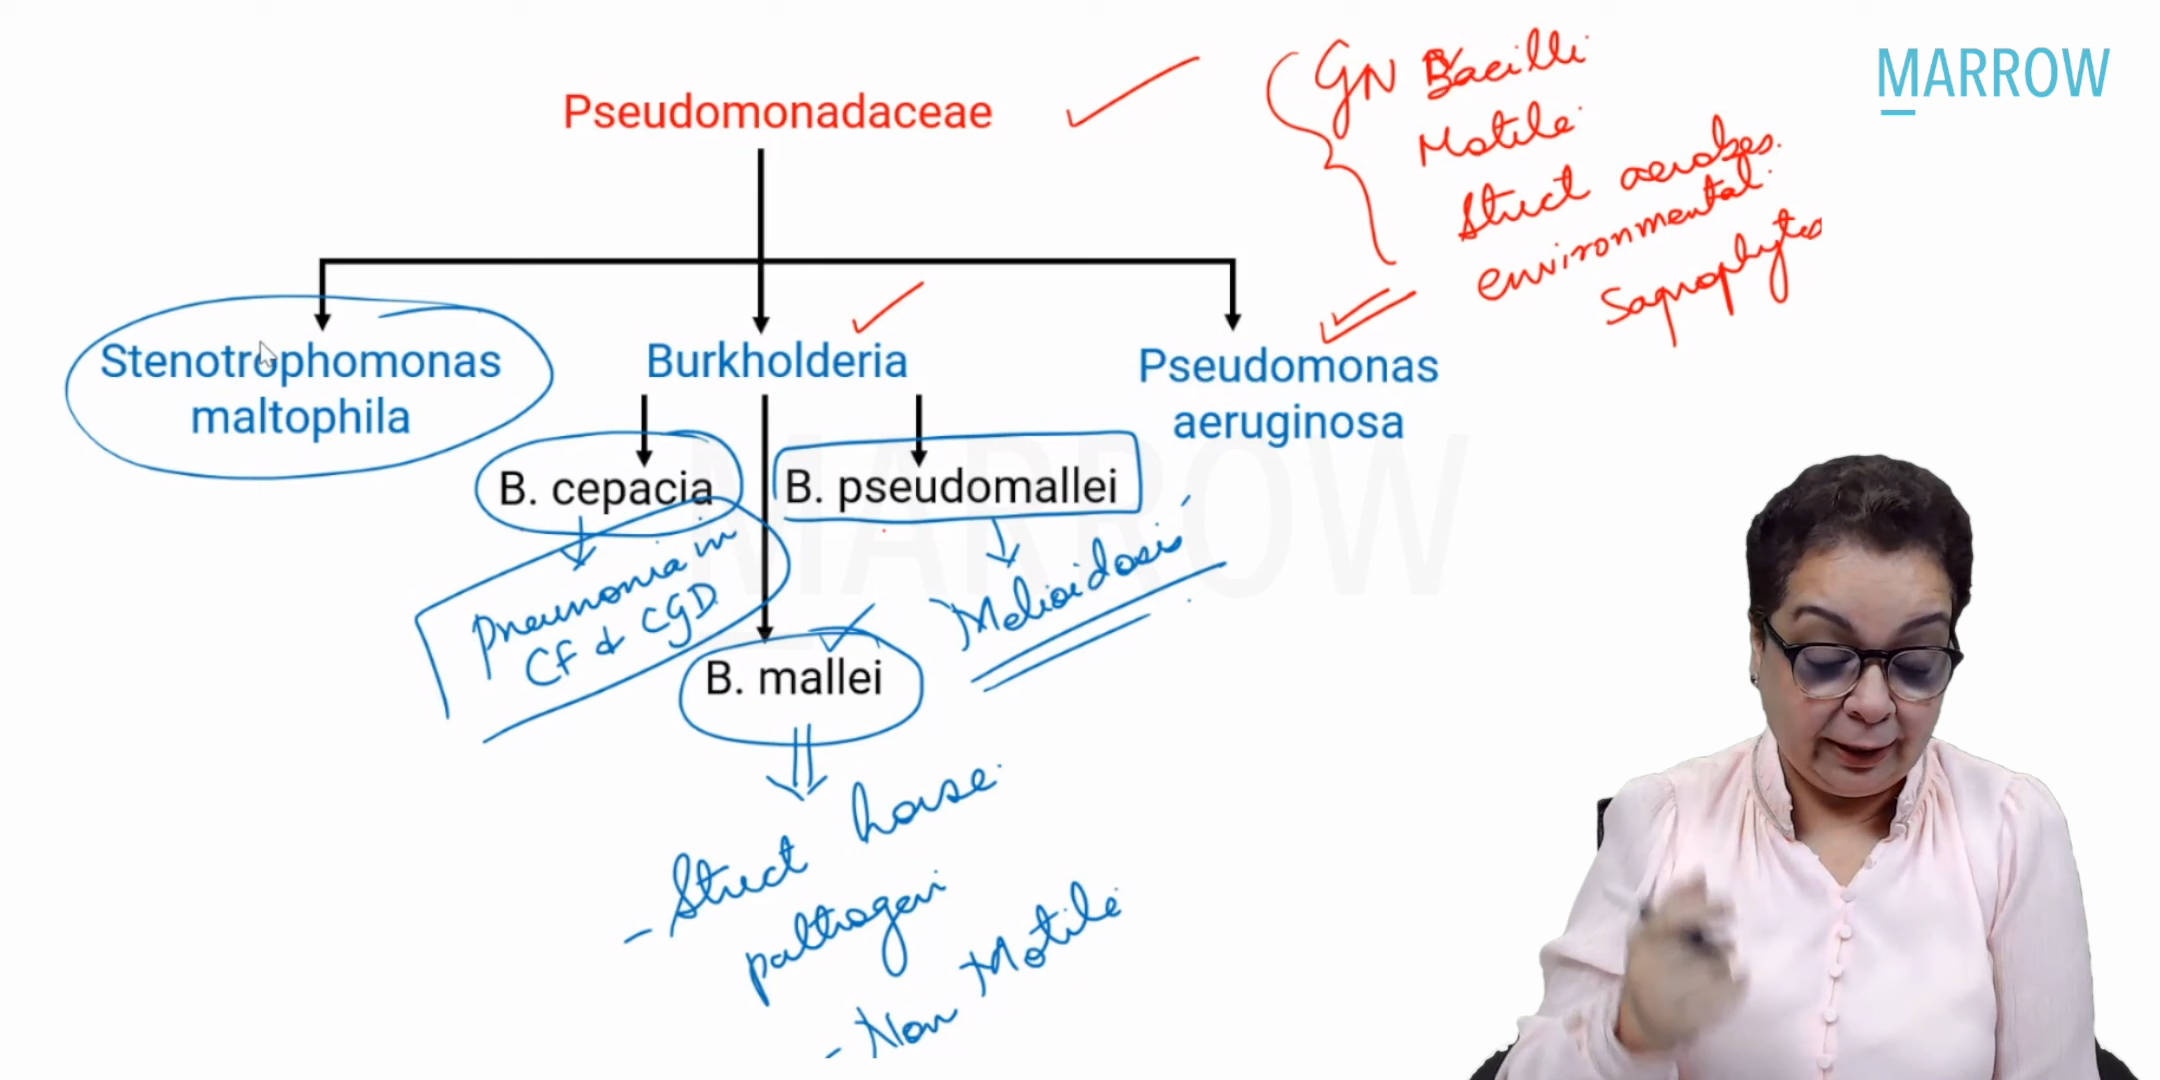 MARROW
Pseudomonadaceae
GN Bacilli
Motile
Strict aerobes.
environmental
Saprophytes
Stenotrophomonas
maltophila
Burkholderia
Pseudomonas
aeruginosa
B. cepacia
B. pseudomallei
pneumonia in
CF & CGD
Melioidosis
B. mallei
- Strict horse
pathogen
- Non Motile
MARROW